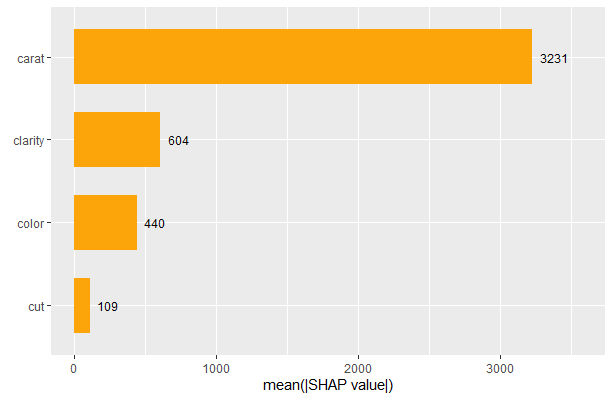 carat 3231
clarity 604
color 440
cut 109
0 1000 2000 3000
mean(|SHAP value|)